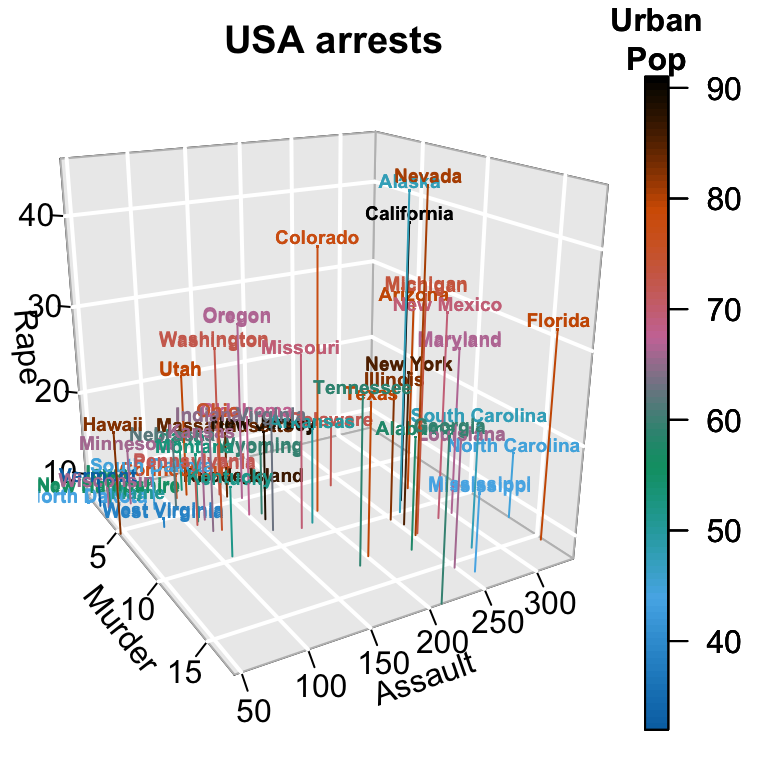 USA arrests
Urban
Pop
90
80
70
60
50
40
Nevada
Alaska
California
Colorado
Michigan
Arizona
New Mexico
Oregon
Florida
Washington
Maryland
Missouri
New York
Utah
Illinois
Tennessee
Texas
Oklahoma
South Carolina
Hawaii
Georgia
Louisiana
North Carolina
Montana
Wyoming
Pennsylvania
Kentucky
Mississippi
North Dakota
West Virginia
40
30
20
10
Rape
5
10
15
Murder
50
100
150
200
250
300
Assault